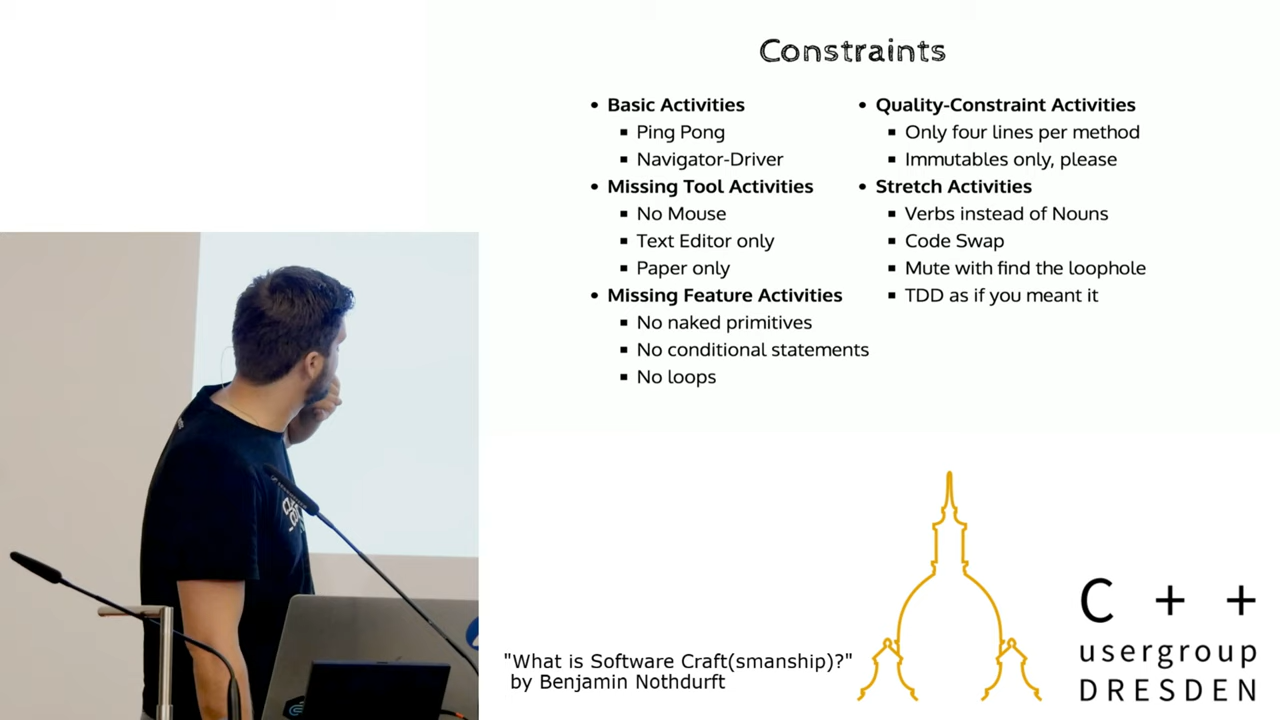 Constraints
Basic Activities
Ping Pong
Navigator-Driver
Missing Tool Activities
No Mouse
Text Editor only
Paper only
Missing Feature Activities
No naked primitives
No conditional statements
No loops
Quality-Constraint Activities
Only four lines per method
Immutables only, please
Stretch Activities
Verbs instead of Nouns
Code Swap
Mute with find the loophole
TDD as if you meant it
"What is Software Craft(smanship)?"
by Benjamin Nothdurft
C + +
usergroup
DRESDEN